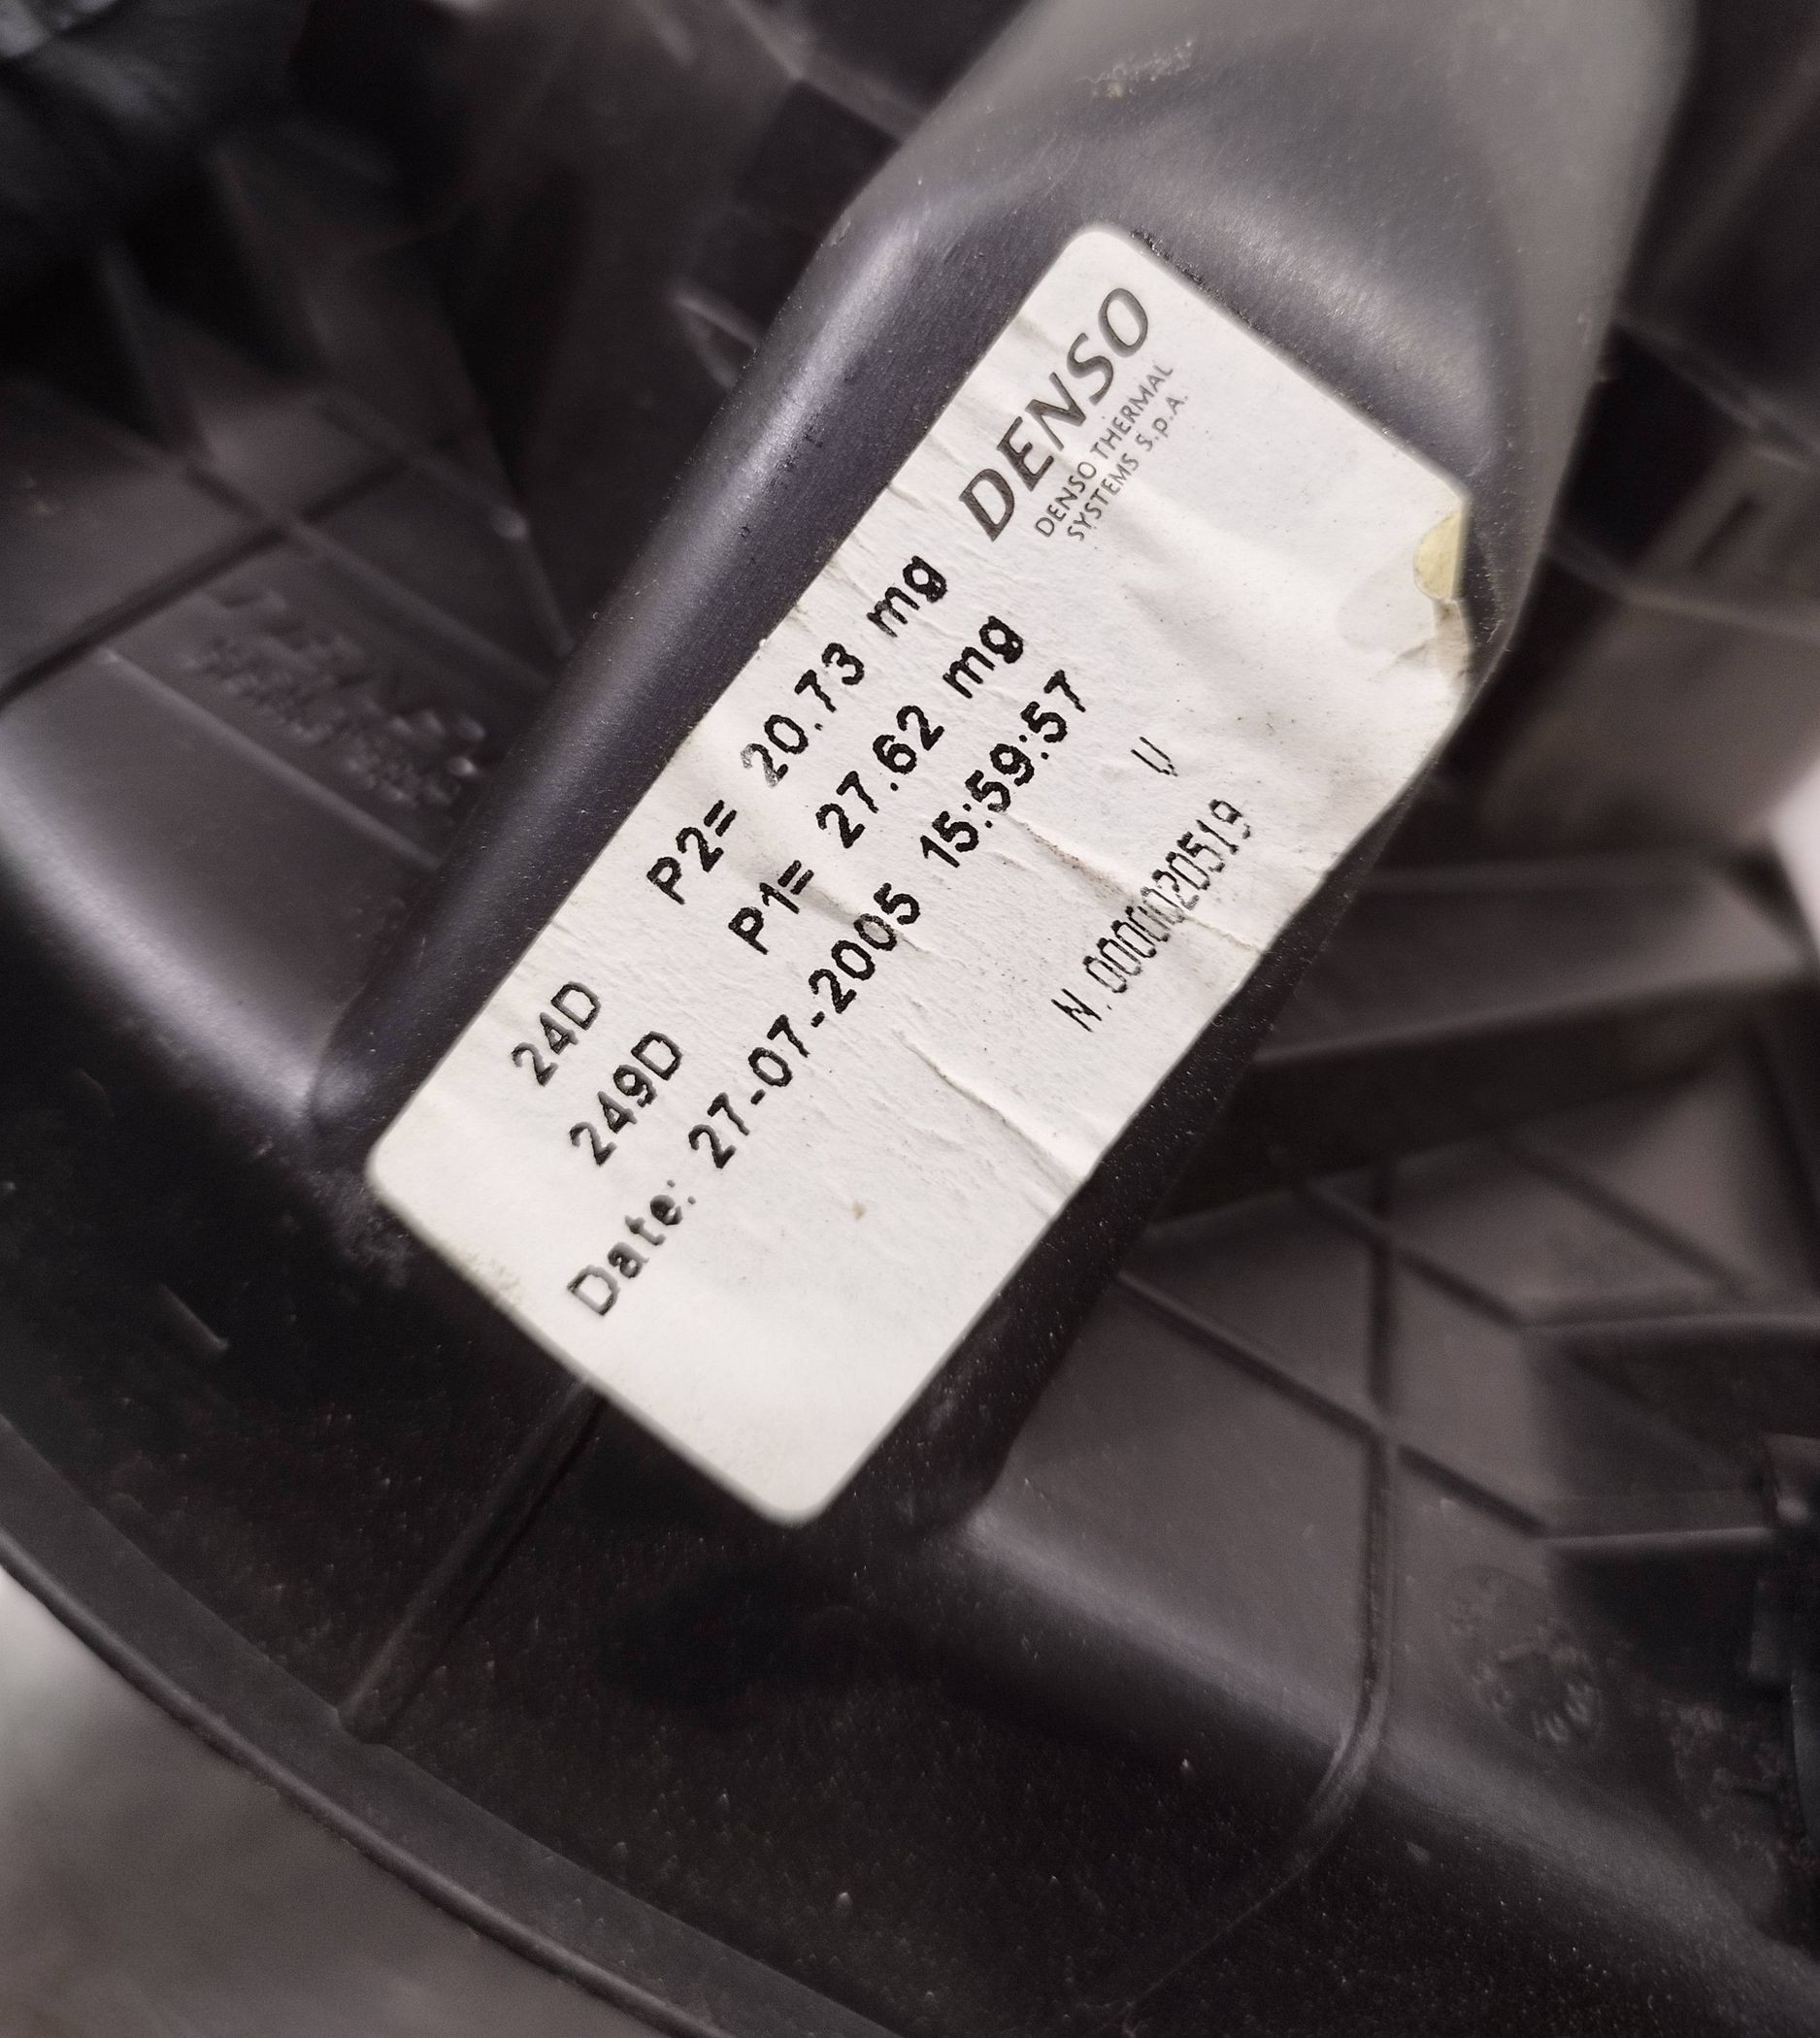 DENSO
DENSO THERMAL
SYSTEMS S.p.A.
24D P2= 20.73 mg
249D P1= 27.62 mg
Date: 27-07-2005 15:59:57
U
N.0000020519